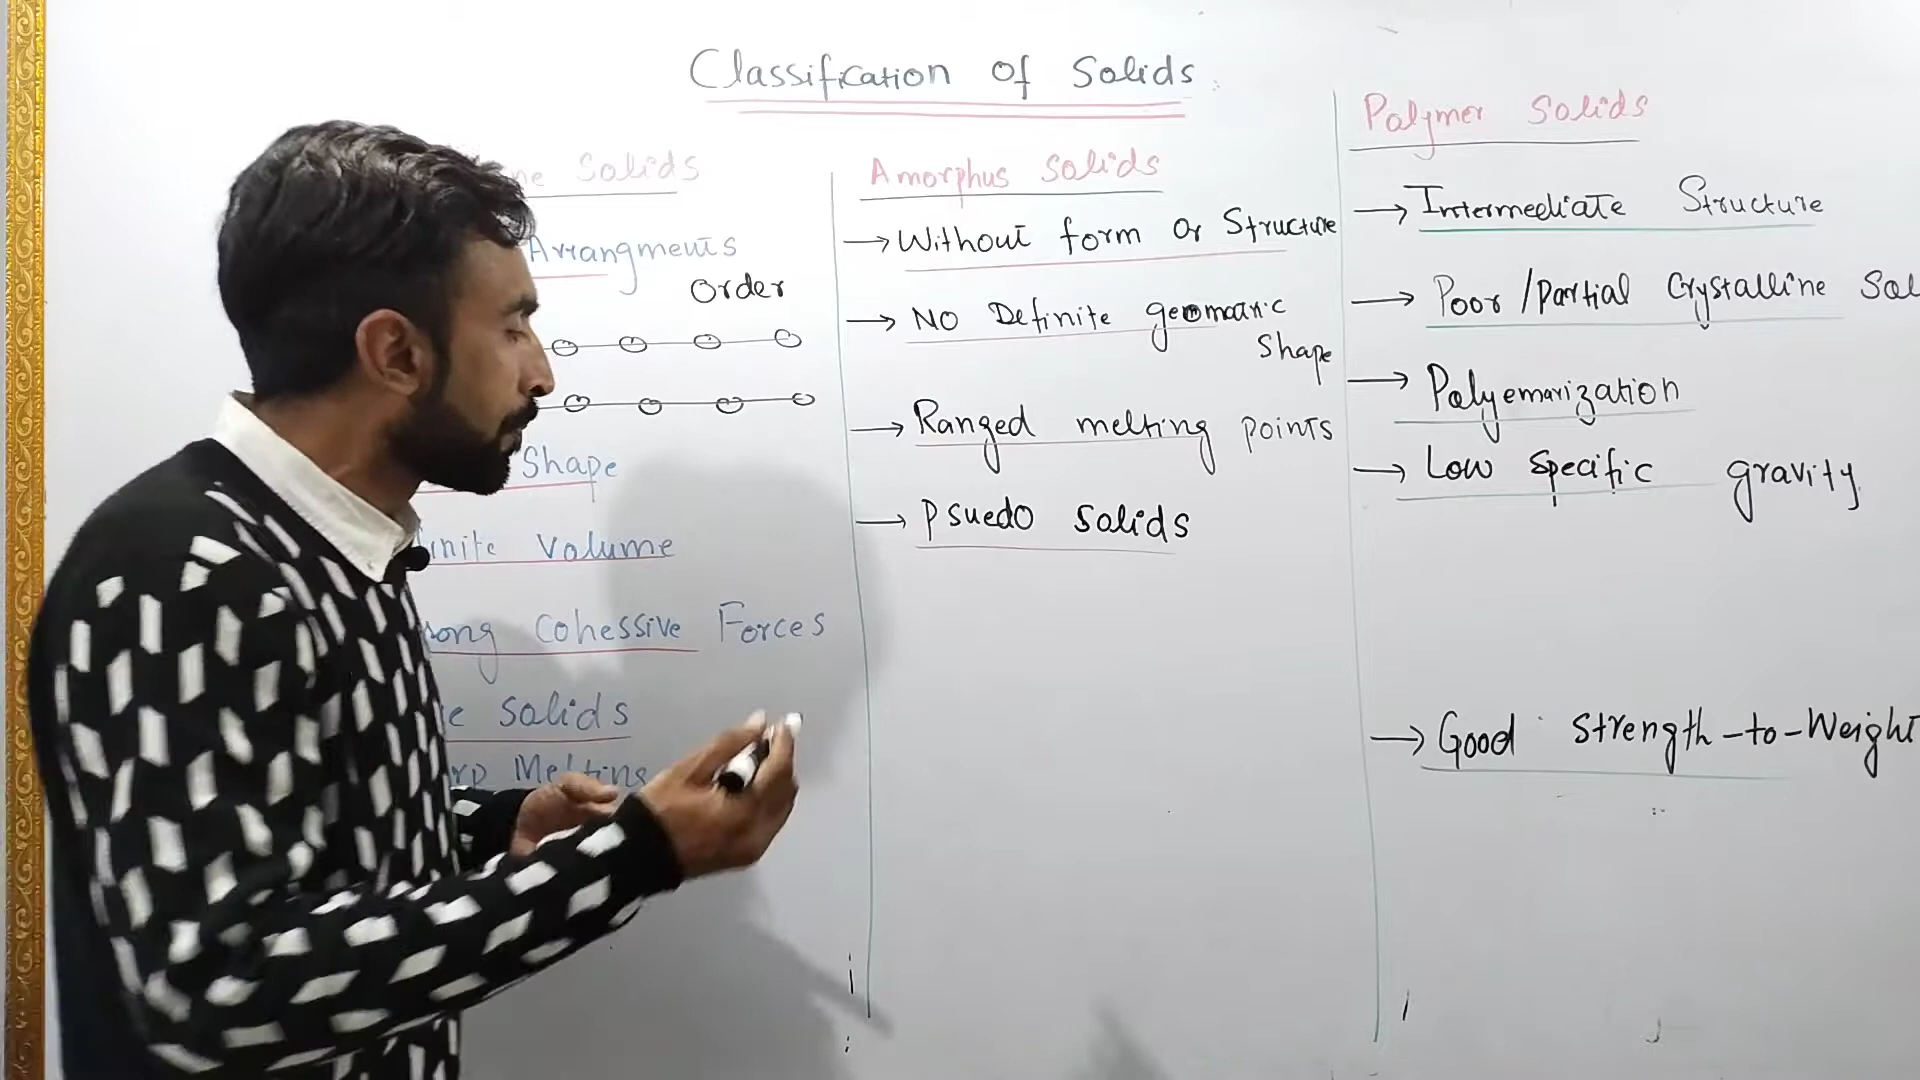 Classification of Solids
Solids
Arrangments
Order
Shape
Volume
Cohessive Forces
Solids
Amorphus Solids
→ Without form or Structure
→ NO Definite geomatric
Shape
→ Ranged melting points
→ Psuedo Solids
Polymer Solids
→ Intermediate Structure
→ Poor / Partial Crystalline Sol
→ Polyemarization
→ Low Specific gravity
→ Good Strength-to-Weight